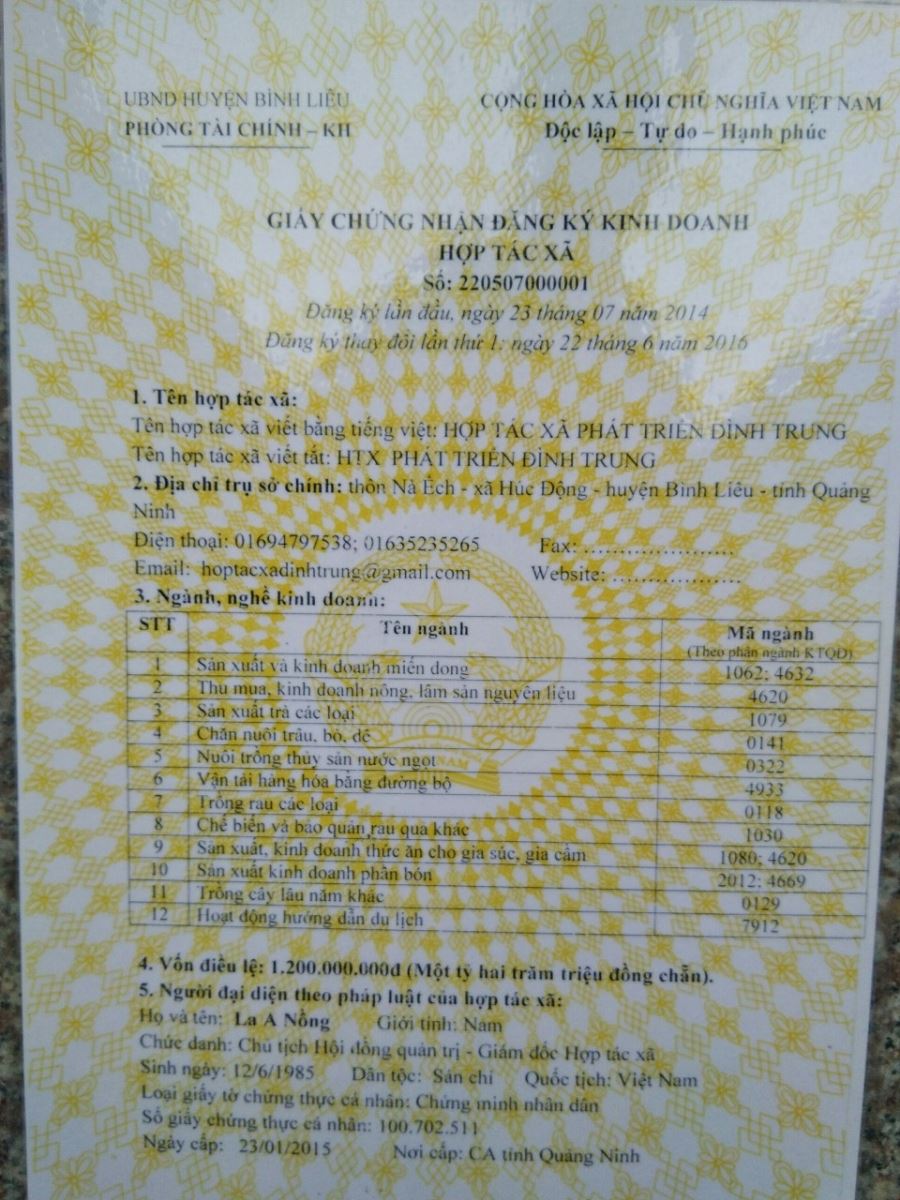 UBND HUYỆN BÌNH LIÊU
PHÒNG TÀI CHÍNH – KH
CỘNG HÒA XÃ HỘI CHỦ NGHĨA VIỆT NAM
Độc lập – Tự do – Hạnh phúc
GIẤY CHỨNG NHẬN ĐĂNG KÝ KINH DOANH
HỢP TÁC XÃ
Số: 220507000001
Đăng ký lần đầu, ngày 23 tháng 07 năm 2014
Đăng ký thay đổi lần thứ 1: ngày 22 tháng 6 năm 2016
1. Tên hợp tác xã:
Tên hợp tác xã viết bằng tiếng việt: HỢP TÁC XÃ PHÁT TRIỂN ĐÌNH TRUNG
Tên hợp tác xã viết tắt: HTX PHÁT TRIỂN ĐÌNH TRUNG
2. Địa chỉ trụ sở chính: thôn Nà Ếch - xã Húc Động - huyện Bình Liêu - tỉnh Quảng
Ninh
Điện thoại: 01694797538; 01635235265 Fax: ......................
Email: hoptacxadinhtrung@gmail.com Website: ...................
3. Ngành, nghề kinh doanh:
STT Tên ngành Mã ngành
(Theo phân ngành KTQD)
1 Sản xuất và kinh doanh miến dong 1062; 4632
2 Thu mua, kinh doanh nông, lâm sản nguyên liệu 4620
3 Sản xuất trà các loại 1079
4 Chăn nuôi trâu, bò, dê 0141
5 Nuôi trồng thủy sản nước ngọt 0322
6 Vận tải hàng hóa bằng đường bộ 4933
7 Trồng rau các loại 0118
8 Chế biến và bảo quản rau quả khác 1030
9 Sản xuất, kinh doanh thức ăn cho gia súc, gia cầm 1080; 4620
10 Sản xuất kinh doanh phân bón 2012; 4669
11 Trồng cây lâu năm khác 0129
12 Hoạt động hướng dẫn du lịch 7912
4. Vốn điều lệ: 1.200.000.000đ (Một tỷ hai trăm triệu đồng chẵn).
5. Người đại diện theo pháp luật của hợp tác xã:
Họ và tên: La A Nồng Giới tính: Nam
Chức danh: Chủ tịch Hội đồng quản trị - Giám đốc Hợp tác xã
Sinh ngày: 12/6/1985 Dân tộc: Sán chỉ Quốc tịch: Việt Nam
Loại giấy tờ chứng thực cá nhân: Chứng minh nhân dân
Số giấy chứng thực cá nhân: 100.702.511
Ngày cấp: 23/01/2015 Nơi cấp: CA tỉnh Quảng Ninh